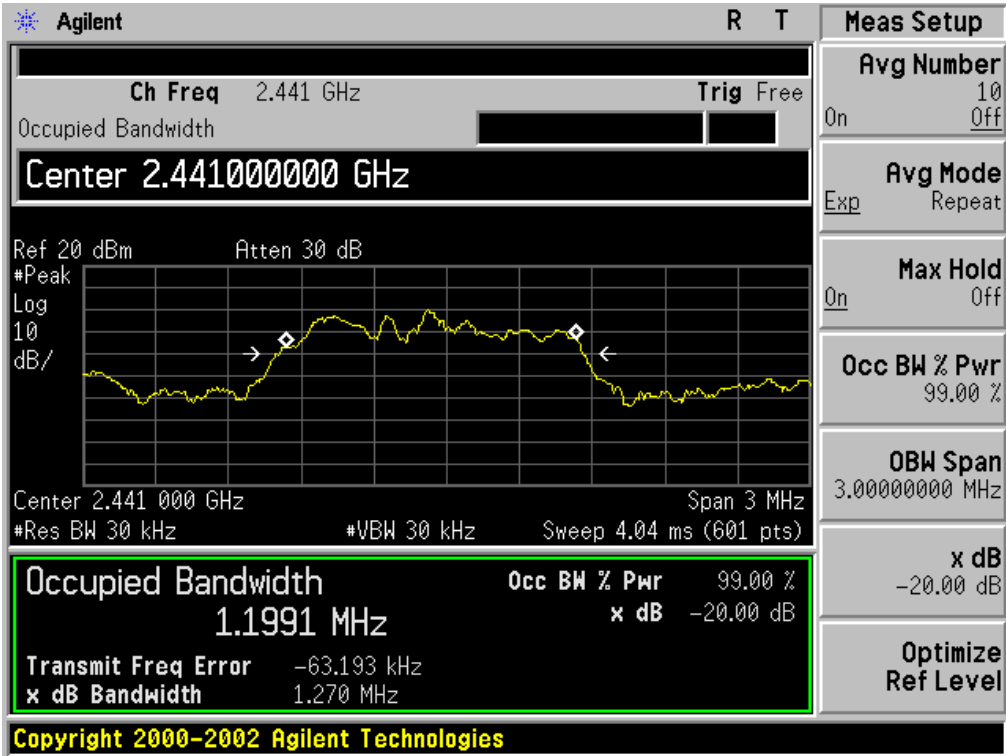 Agilent R T
Meas Setup
Ch Freq 2.441 GHz Trig Free
Occupied Bandwidth
Center 2.441000000 GHz
Ref 20 dBm Atten 30 dB
#Peak
Log
10
dB/
Center 2.441 000 GHz Span 3 MHz
#Res BW 30 kHz #VBW 30 kHz Sweep 4.04 ms (601 pts)
Occupied Bandwidth Occ BW % Pwr 99.00 %
1.1991 MHz x dB -20.00 dB
Transmit Freq Error -63.193 kHz
x dB Bandwidth 1.270 MHz
Avg Number
10
On Off
Avg Mode
Exp Repeat
Max Hold
On Off
Occ BW % Pwr
99.00 %
OBW Span
3.00000000 MHz
x dB
-20.00 dB
Optimize
Ref Level
Copyright 2000-2002 Agilent Technologies